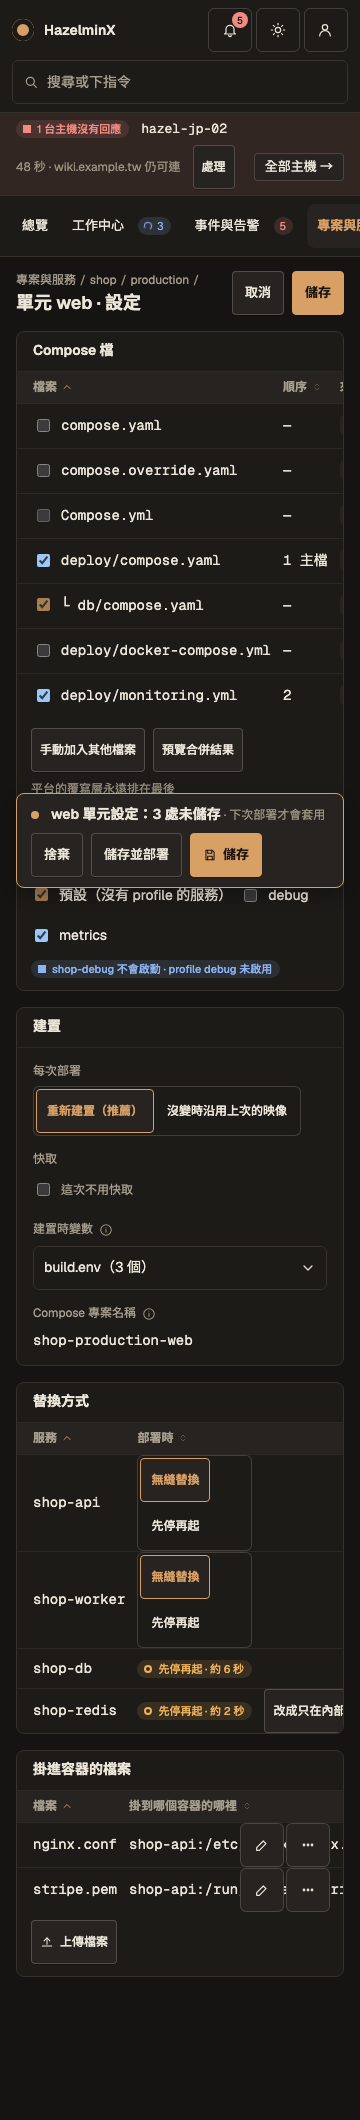 HazelminX
5
搜尋或下指令
1 台主機沒有回應 hazel-jp-02
48 秒 · wiki.example.tw 仍可連 處理 全部主機 →
總覽 工作中心 3 事件與告警 5 專案與
專案與服務 / shop / production /
單元 web · 設定
取消 儲存
Compose 檔
檔案 順序
compose.yaml —
compose.override.yaml —
Compose.yml —
deploy/compose.yaml 1 主檔
└ db/compose.yaml —
deploy/docker-compose.yml —
deploy/monitoring.yml 2
手動加入其他檔案 預覽合併結果
平台的覆寫層永遠排在最後
web 單元設定：3 處未儲存 · 下次部署才會套用
捨棄 儲存並部署 儲存
預設（沒有 profile 的服務） debug
metrics
shop-debug 不會啟動 · profile debug 未啟用
建置
每次部署
重新建置（推薦） 沒變時沿用上次的映像
快取
這次不用快取
建置時變數
build.env（3 個）
Compose 專案名稱
shop-production-web
替換方式
服務 部署時
shop-api 無縫替換
先停再起
shop-worker 無縫替換
先停再起
shop-db 先停再起 · 約 6 秒
shop-redis 先停再起 · 約 2 秒 改成只在內部
掛進容器的檔案
檔案 掛到哪個容器的哪裡
nginx.conf shop-api:/etc
stripe.pem shop-api:/run
上傳檔案